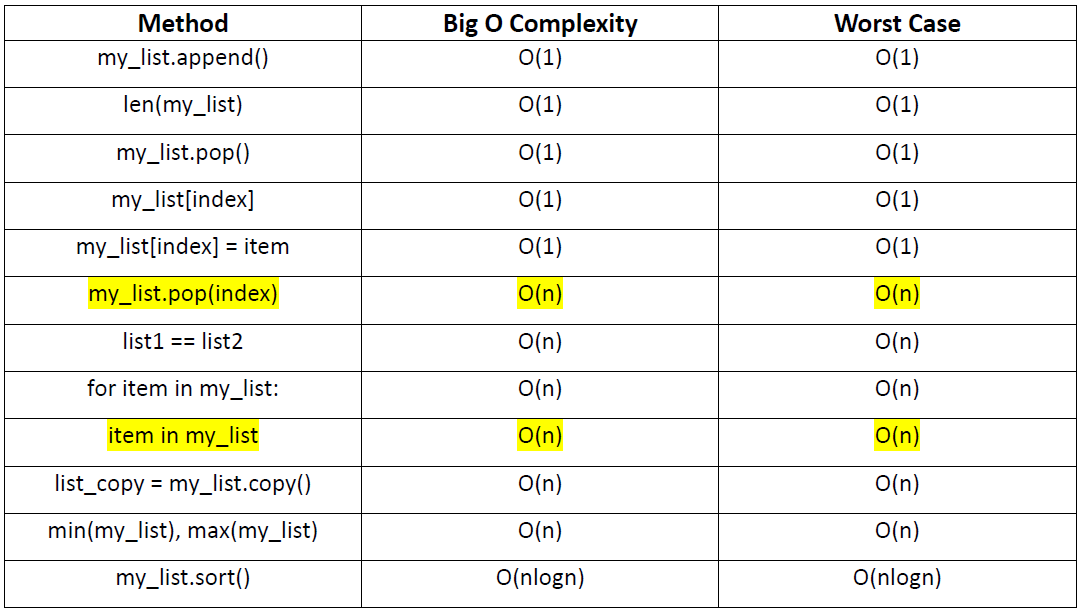 Method Big O Complexity Worst Case
my_list.append() O(1) O(1)
len(my_list) O(1) O(1)
my_list.pop() O(1) O(1)
my_list[index] O(1) O(1)
my_list[index] = item O(1) O(1)
my_list.pop(index) O(n) O(n)
list1 == list2 O(n) O(n)
for item in my_list: O(n) O(n)
item in my_list O(n) O(n)
list_copy = my_list.copy() O(n) O(n)
min(my_list), max(my_list) O(n) O(n)
my_list.sort() O(nlogn) O(nlogn)